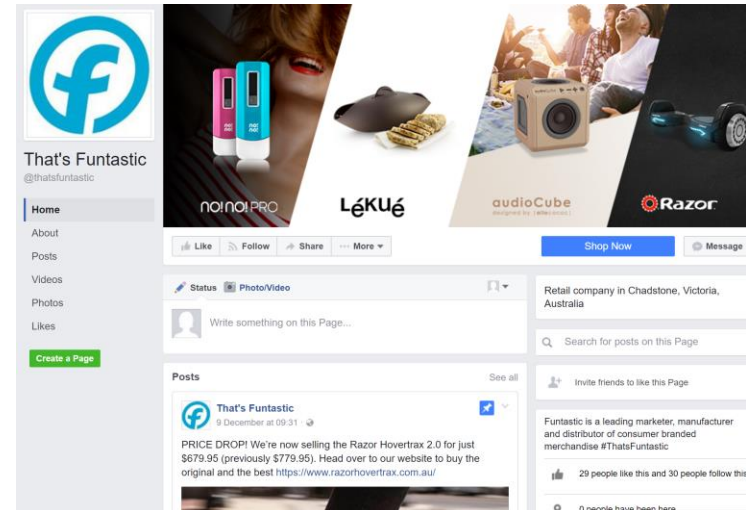 no!no! PRO
LéKUé
audioCube
Razor
That's Funtastic
@thatsfuntastic
Home
About
Posts
Videos
Photos
Likes
Create a Page
Like
Follow
Share
More
Shop Now
Message
Status
Photo/Video
Write something on this Page...
Posts
See all
That's Funtastic
9 December at 09:31
PRICE DROP! We're now selling the Razor Hovertrax 2.0 for just
$679.95 (previously $779.95). Head over to our website to buy the
original and the best https://www.razorhovertrax.com.au/
Retail company in Chadstone, Victoria,
Australia
Search for posts on this Page
Invite friends to like this Page
Funtastic is a leading marketer, manufacturer
and distributor of consumer branded
merchandise #ThatsFuntastic
29 people like this and 30 people follow this
0 people have been here